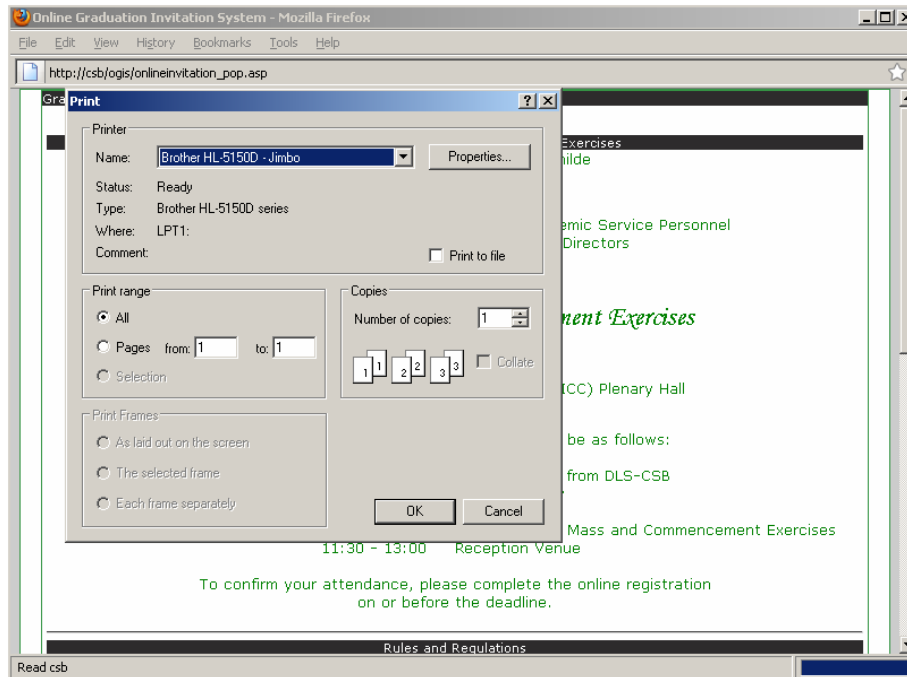 Online Graduation Invitation System - Mozilla Firefox
File Edit View History Bookmarks Tools Help
http://csb/ogis/onlineinvitation_pop.asp
Gra
Print
Printer
Exercises
Name: Brother HL-5150D - Jimbo Properties...
Status: Ready
Type: Brother HL-5150D series
Where: LPT1:
Comment: Print to file
emic Service Personnel
Directors
Print range
All
Pages from: 1 to: 1
Selection
Copies
Number of copies: 1
1 1 2 2 3 3 Collate
ment Exercises
ICC) Plenary Hall
Print Frames
As laid out on the screen
The selected frame
Each frame separately
be as follows:
from DLS-CSB
OK Cancel
Mass and Commencement Exercises
11:30 - 13:00 Reception Venue
To confirm your attendance, please complete the online registration
on or before the deadline.
Rules and Regulations
Read csb